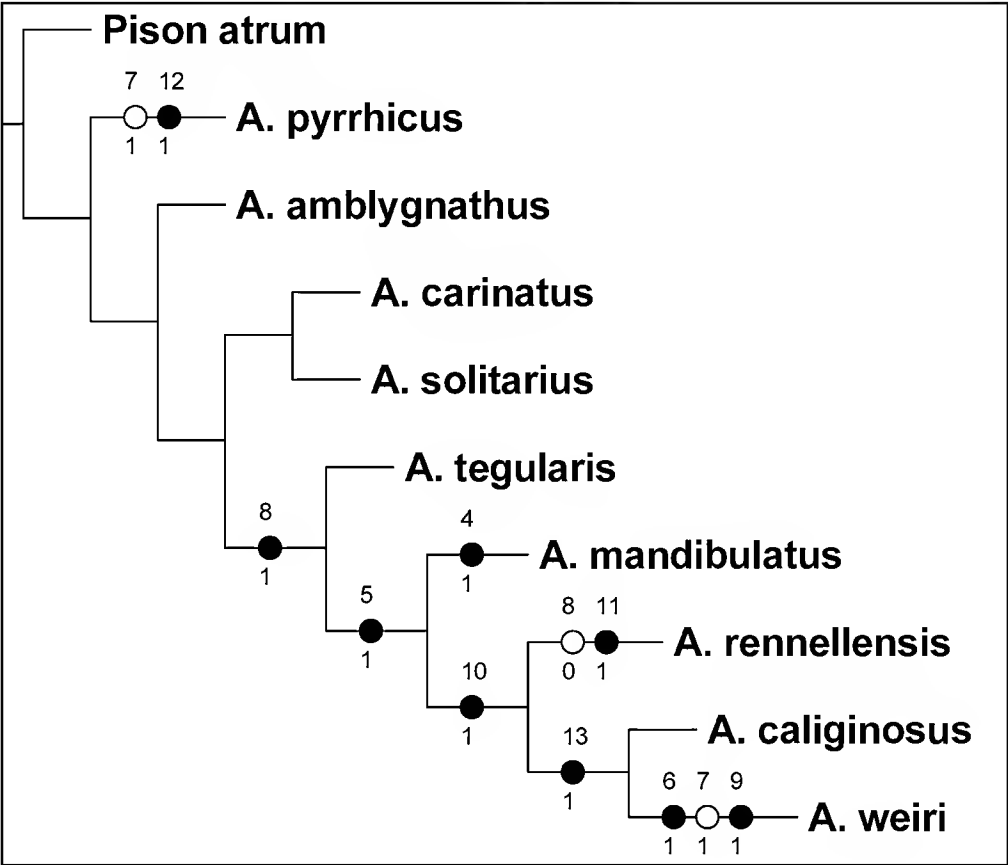 Pison atrum
7 12
A. pyrrhicus
1 1
A. amblygnathus
A. carinatus
A. solitarius
A. tegularis
8
1
4
A. mandibulatus
1
5
1
8 11
A. rennellensis
0 1
10
1
A. caliginosus
13
1
6 7 9
A. weiri
1 1 1